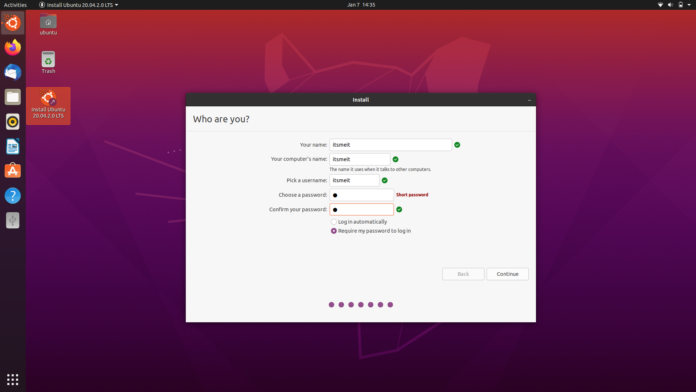 Activities
Install Ubuntu 20.04.2.0 LTS
Jan 7 14:35
ubuntu
Trash
Install Ubuntu
20.04.2.0 LTS
Install
Who are you?
Your name: itsmeit
Your computer's name: itsmeit
The name it uses when it talks to other computers.
Pick a username: itsmeit
Choose a password: ● Short password
Confirm your password: ●
Log in automatically
Require my password to log in
Back Continue